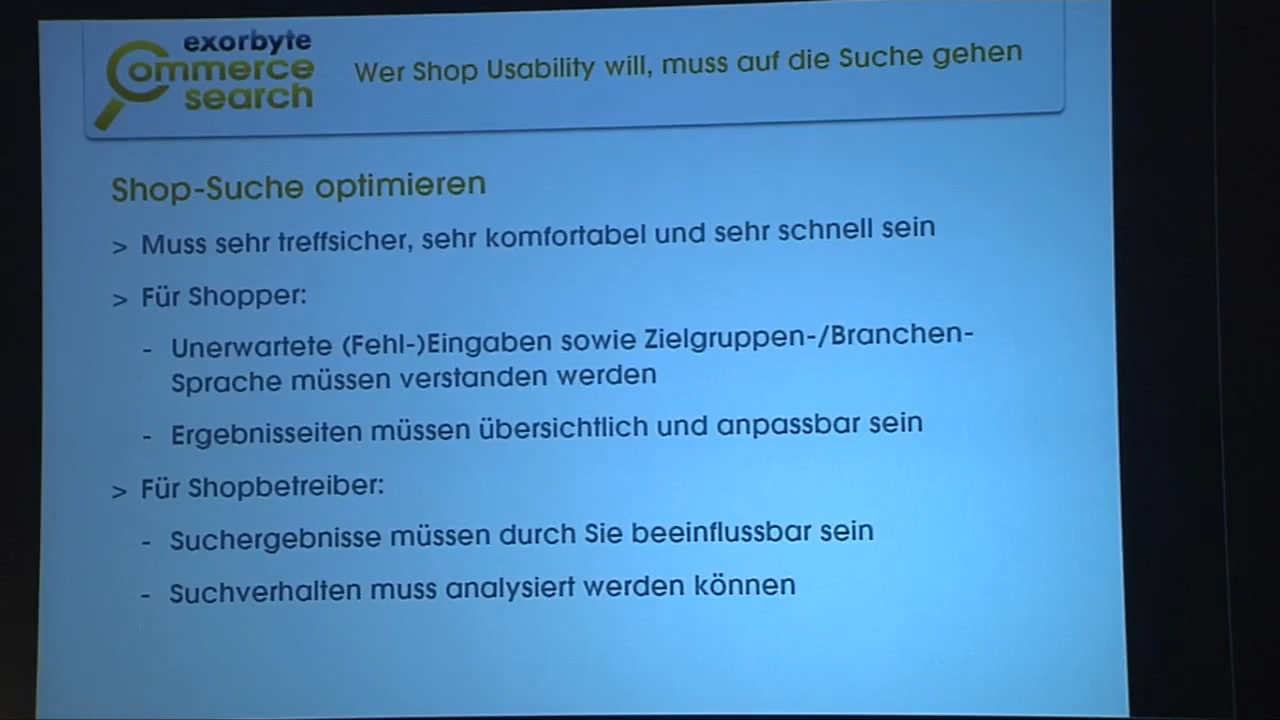 exorbyte
commerce
search
Wer Shop Usability will, muss auf die Suche gehen
Shop-Suche optimieren
> Muss sehr treffsicher, sehr komfortabel und sehr schnell sein
> Für Shopper:
- Unerwartete (Fehl-)Eingaben sowie Zielgruppen-/Branchen-
Sprache müssen verstanden werden
- Ergebnisseiten müssen übersichtlich und anpassbar sein
> Für Shopbetreiber:
- Suchergebnisse müssen durch Sie beeinflussbar sein
- Suchverhalten muss analysiert werden können